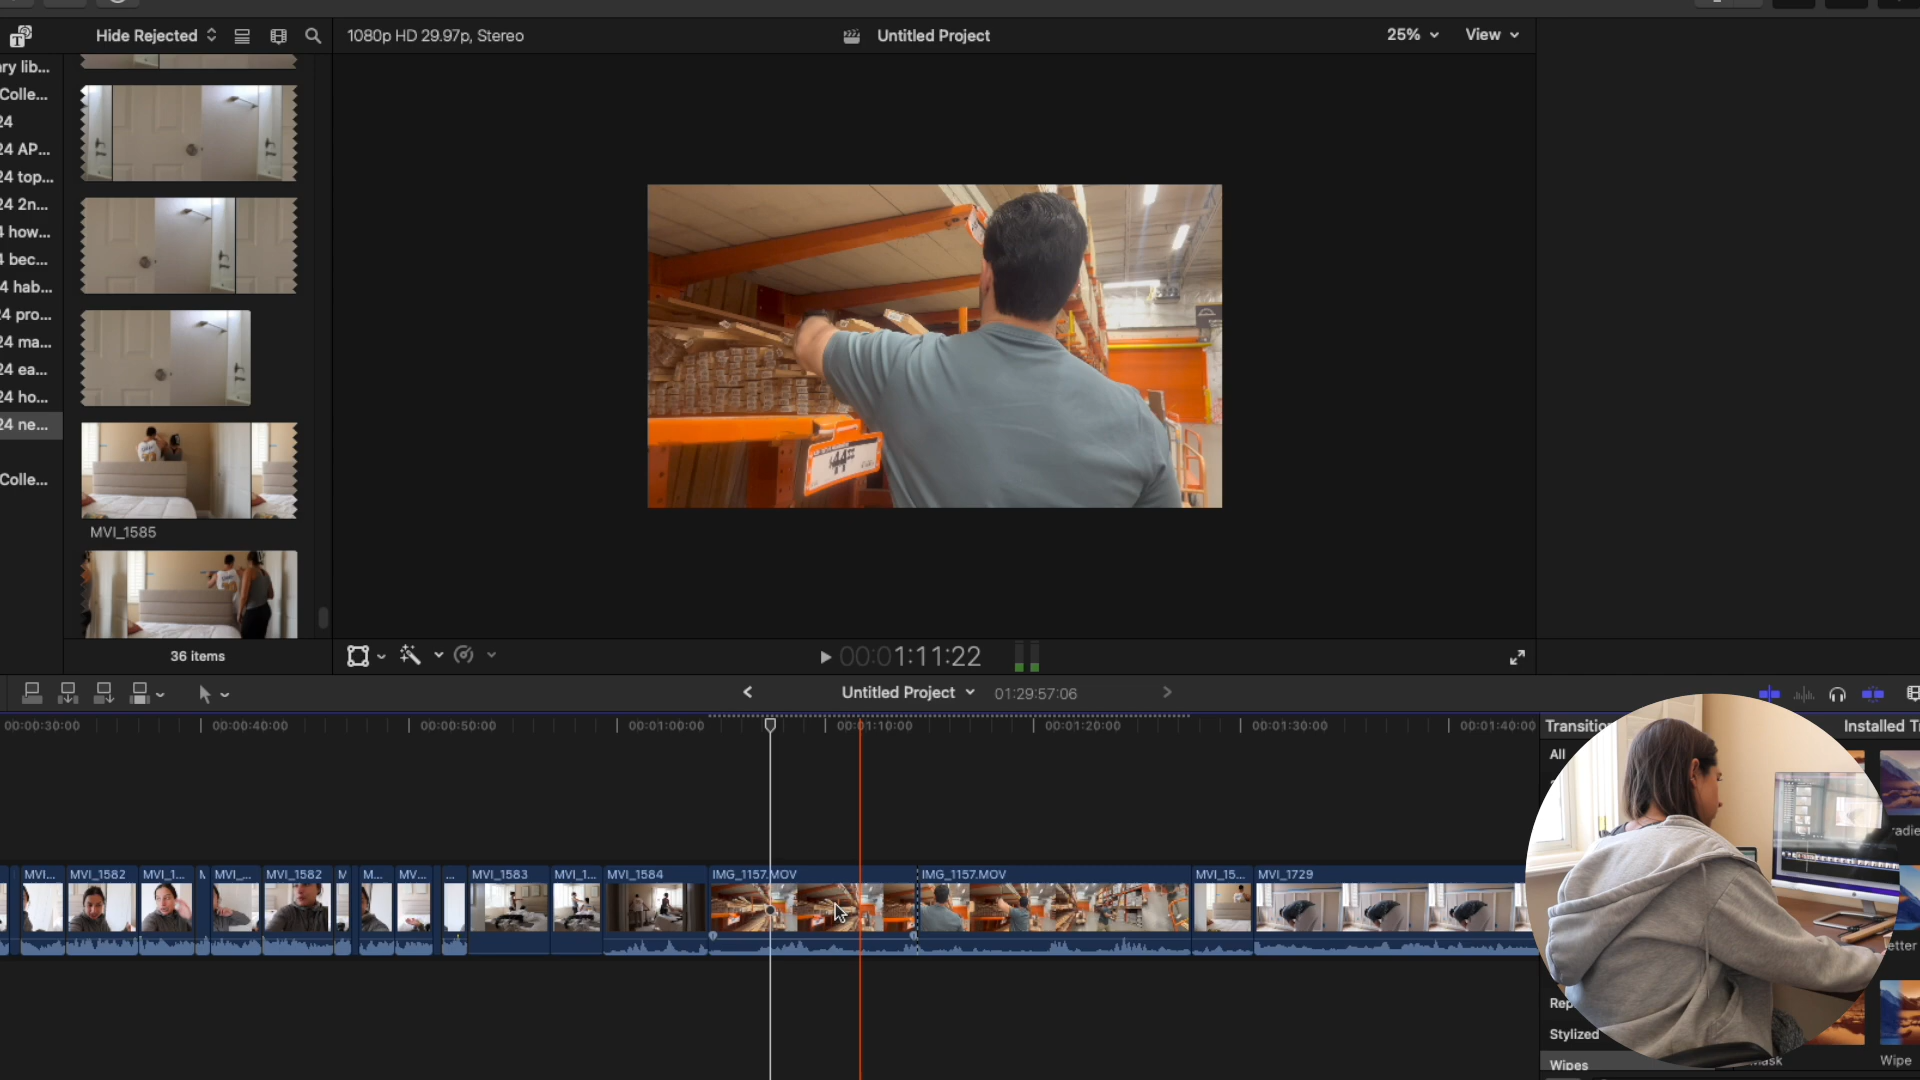 Hide Rejected
1080p HD 29.97p, Stereo
Untitled Project
25%
View
ry lib...
Colle...
24
24 AP...
24 top...
24 2n...
4 how...
4 bec...
4 hab...
24 pro...
24 ma...
24 ea...
24 ho...
24 ne...
Colle...
MVI_1585
36 items
00:01:11:22
Untitled Project
01:29:57:06
00:00:30:00
00:00:40:00
00:00:50:00
00:01:00:00
00:01:10:00
00:01:20:00
00:01:30:00
00:01:40:00
MVI...
MVI_1582
MVI_1...
M
MVI_...
MVI_1582
M
M...
MV...
...
MVI_1583
MVI_1...
MVI_1584
IMG_1157.MOV
IMG_1157.MOV
MVI_15...
MVI_1729
Transition
Installed Tr
All
radie
etter
Rep
Stylized
Wipes
ask
Wipe